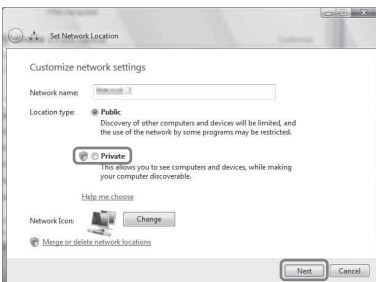 Set Network Location
Customize network settings
Network name:
Location type:
Public
Discovery of other computers and devices will be limited, and
the use of the network by some programs may be restricted.
Private
This allows you to see computers and devices, while making
your computer discoverable.
Help me choose
Network Icon:
Change
Merge or delete network locations
Next
Cancel